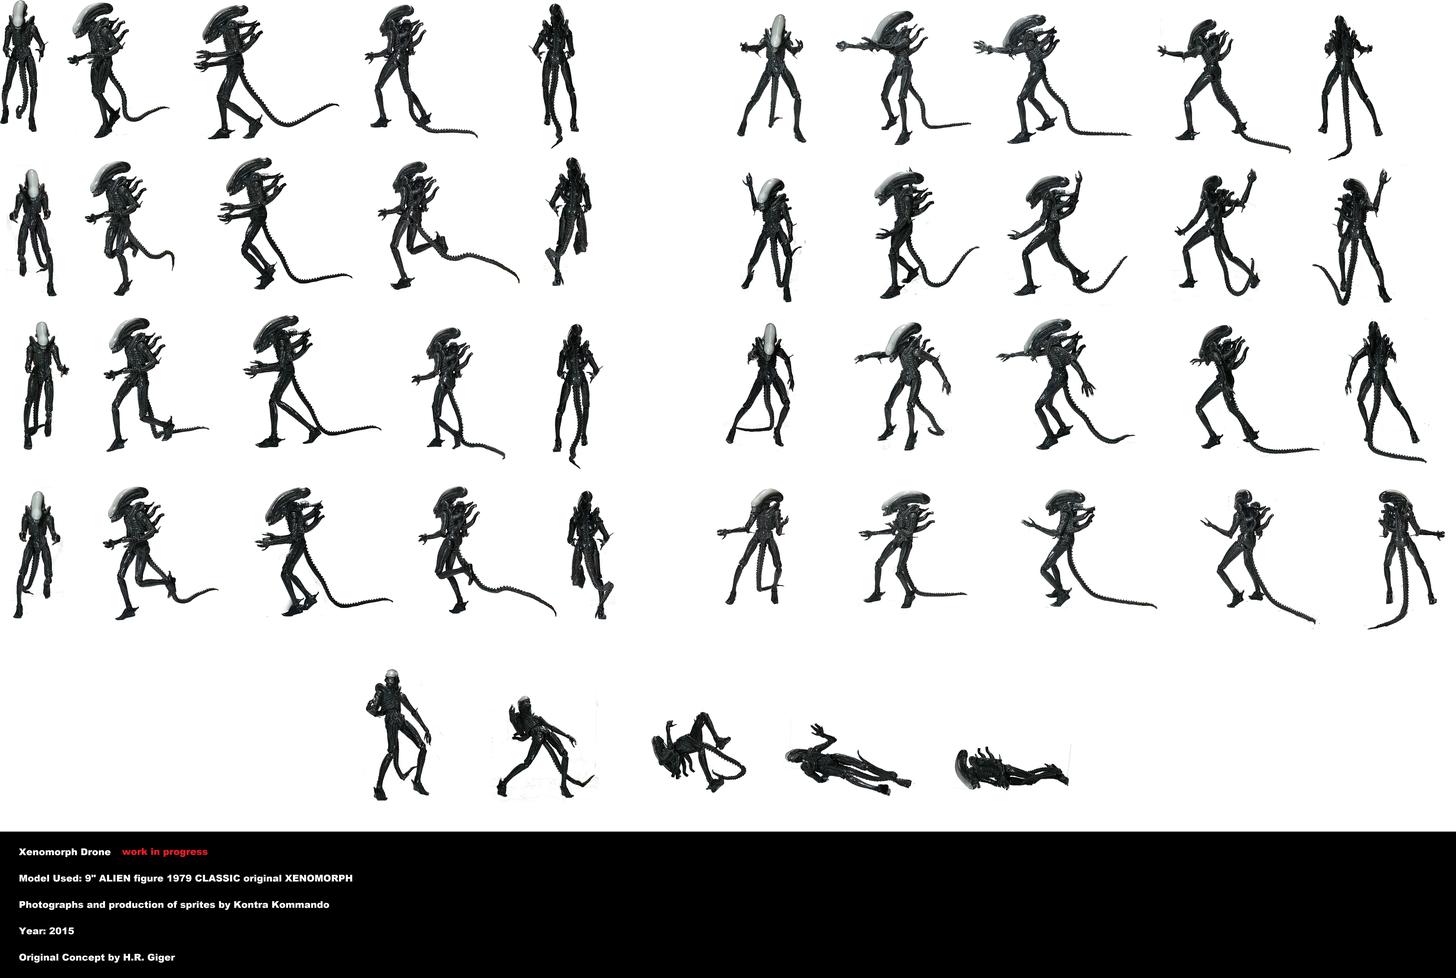 Xenomorph Drone work in progress
Model Used: 9" ALIEN figure 1979 CLASSIC original XENOMORPH
Photographs and production of sprites by Kontra Kommando
Year: 2015
Original Concept by H.R. Giger